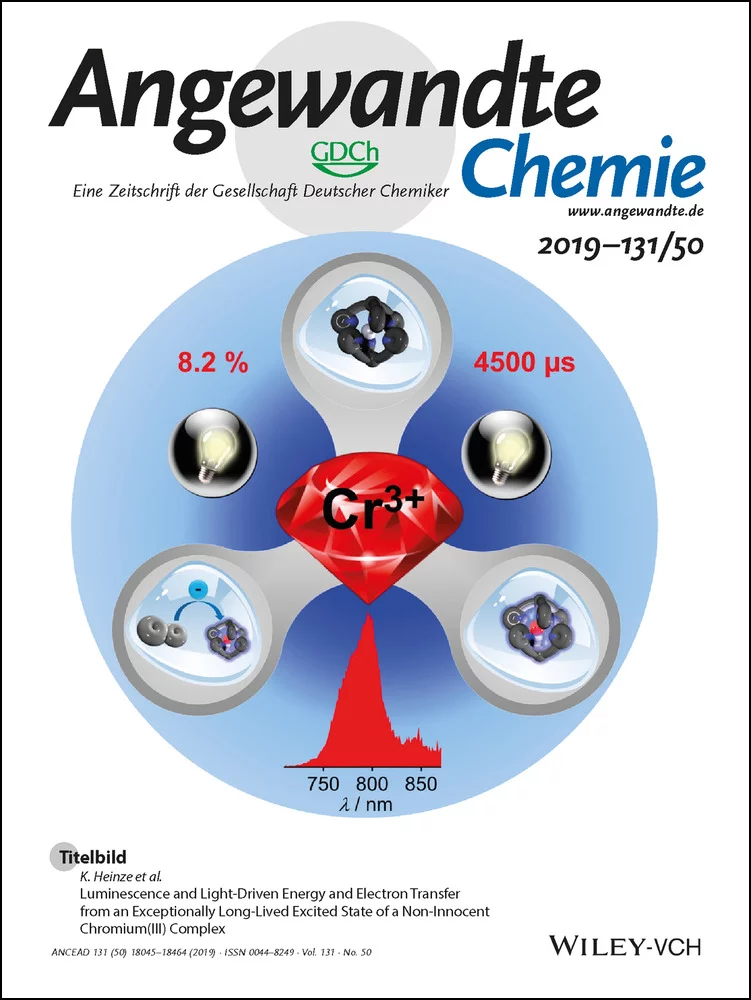 Angewandte
GDCh
Chemie
Eine Zeitschrift der Gesellschaft Deutscher Chemiker
www.angewandte.de
2019–131/50
8.2 %
4500 µs
Cr³⁺
-
750 800 850
λ / nm
Titelbild
K. Heinze et al.
Luminescence and Light-Driven Energy and Electron Transfer
from an Exceptionally Long-Lived Excited State of a Non-Innocent
Chromium(III) Complex
ANCEAD 131 (50) 18045–18464 (2019) · ISSN 0044–8249 · Vol. 131 · No. 50
WILEY-VCH